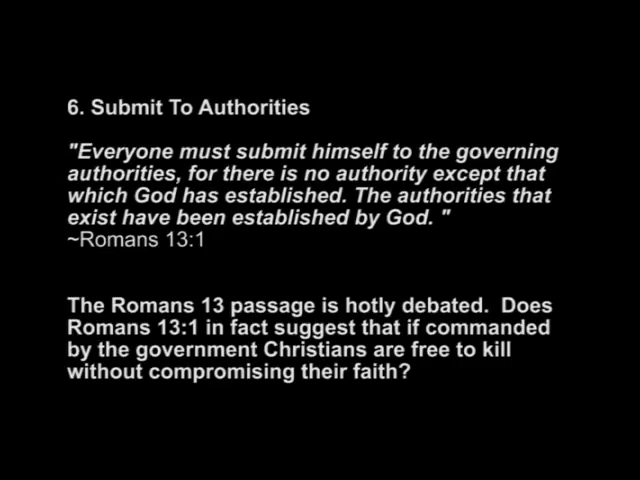 6. Submit To Authorities
"Everyone must submit himself to the governing
authorities, for there is no authority except that
which God has established. The authorities that
exist have been established by God. "
~Romans 13:1
The Romans 13 passage is hotly debated.  Does
Romans 13:1 in fact suggest that if commanded
by the government Christians are free to kill
without compromising their faith?